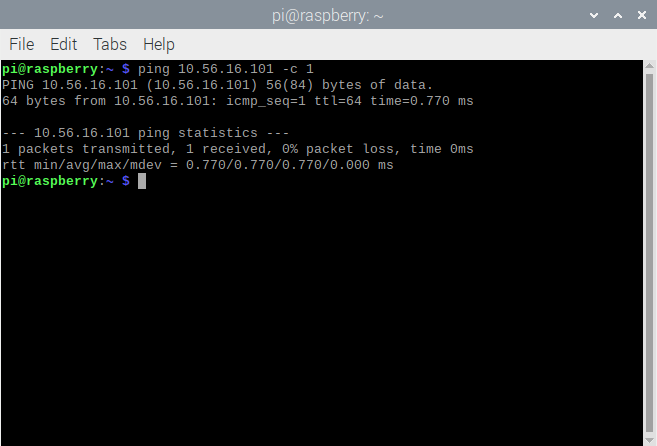 pi@raspberry: ~
File Edit Tabs Help
pi@raspberry:~ $ ping 10.56.16.101 -c 1
PING 10.56.16.101 (10.56.16.101) 56(84) bytes of data.
64 bytes from 10.56.16.101: icmp_seq=1 ttl=64 time=0.770 ms
--- 10.56.16.101 ping statistics ---
1 packets transmitted, 1 received, 0% packet loss, time 0ms
rtt min/avg/max/mdev = 0.770/0.770/0.770/0.000 ms
pi@raspberry:~ $